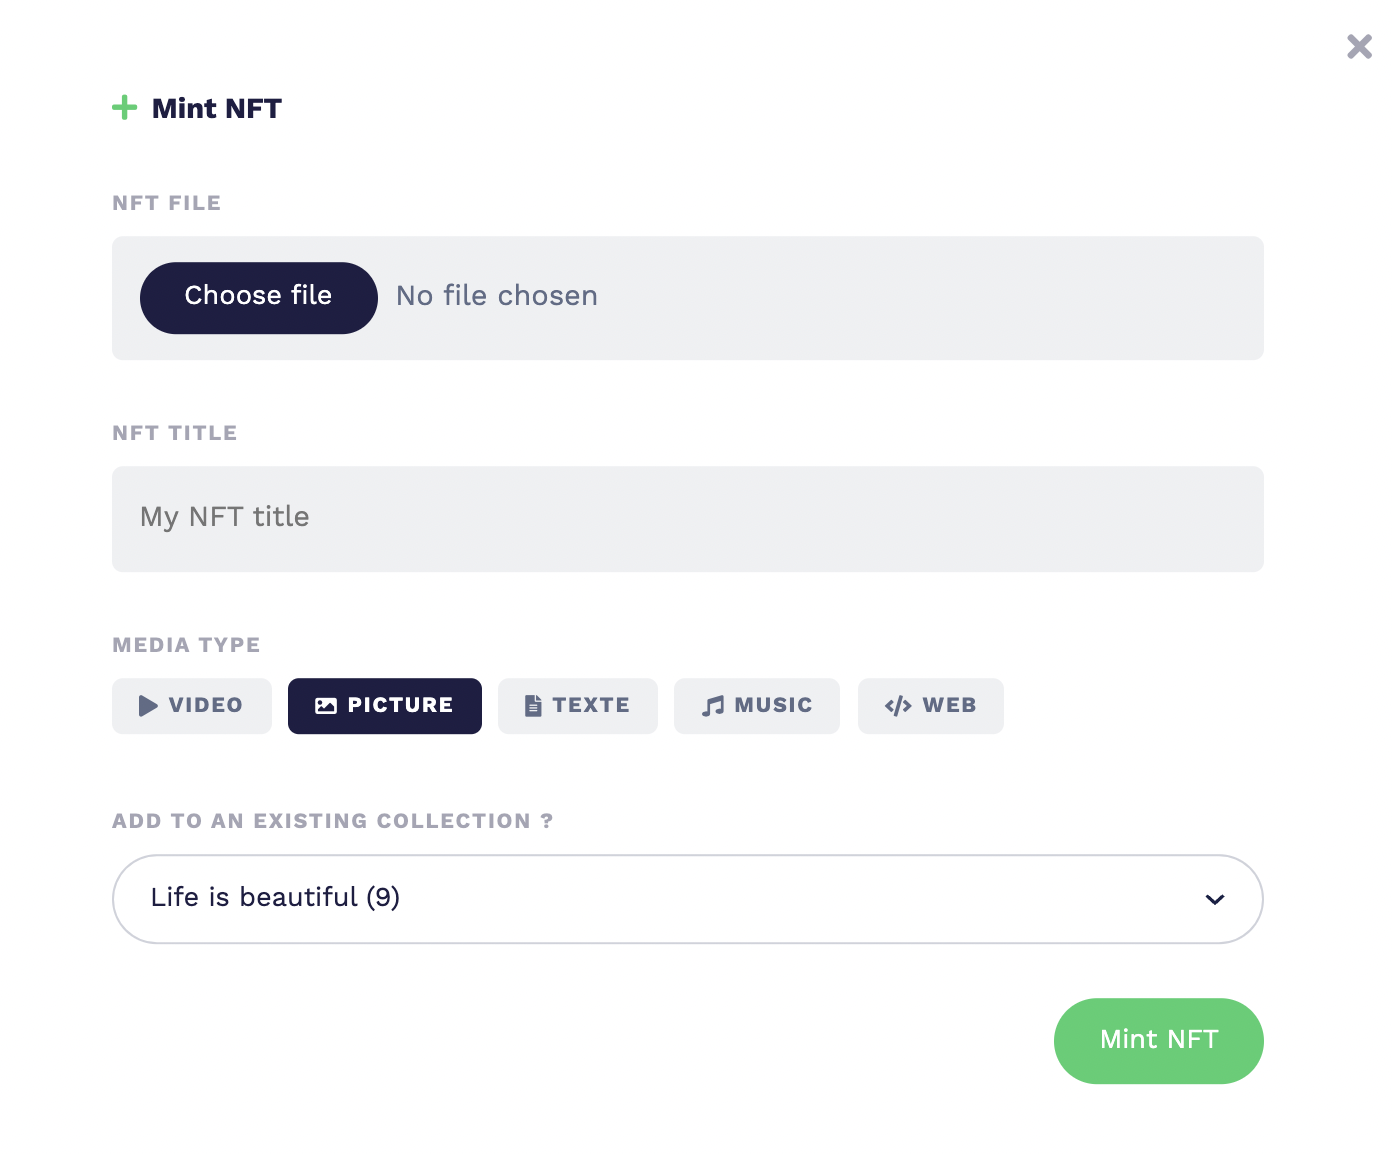 Mint NFT
NFT FILE
Choose file No file chosen
NFT TITLE
My NFT title
MEDIA TYPE
VIDEO PICTURE TEXTE MUSIC WEB
ADD TO AN EXISTING COLLECTION ?
Life is beautiful (9)
Mint NFT